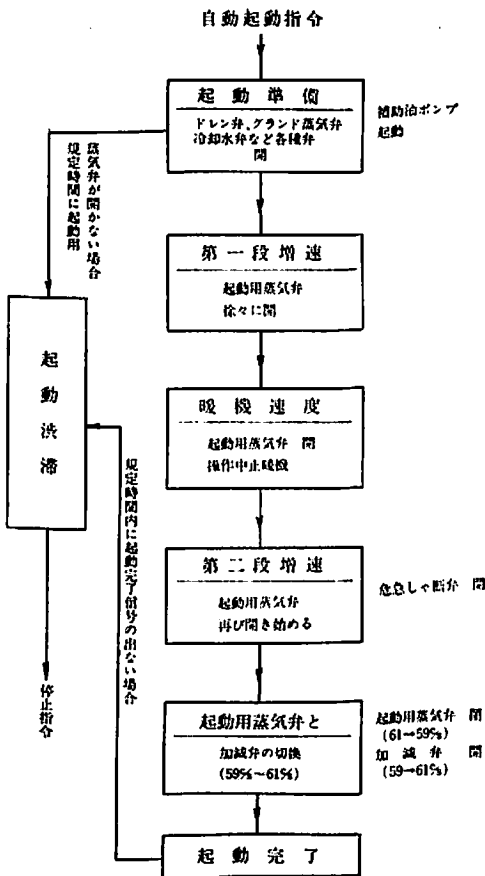 自動起動指令
起動準備
ドレン弁、グランド蒸気弁
冷却水弁など各種弁
開
補助油ポンプ
起動
規定時間に起動用
蒸気弁が開かない場合
第一段増速
起動用蒸気弁
徐々に開
起動渋滞
暖機速度
起動用蒸気弁 開
操作中止暖機
規定時間内に起動完了信号の出ない場合
第二段増速
起動用蒸気弁
再び開き始める
危急しゃ断弁 開
停止指令
起動用蒸気弁と
加減弁の切換
(59%~61%)
起動用蒸気弁 閉
(61→59%)
加減弁 開
(59→61%)
起動完了